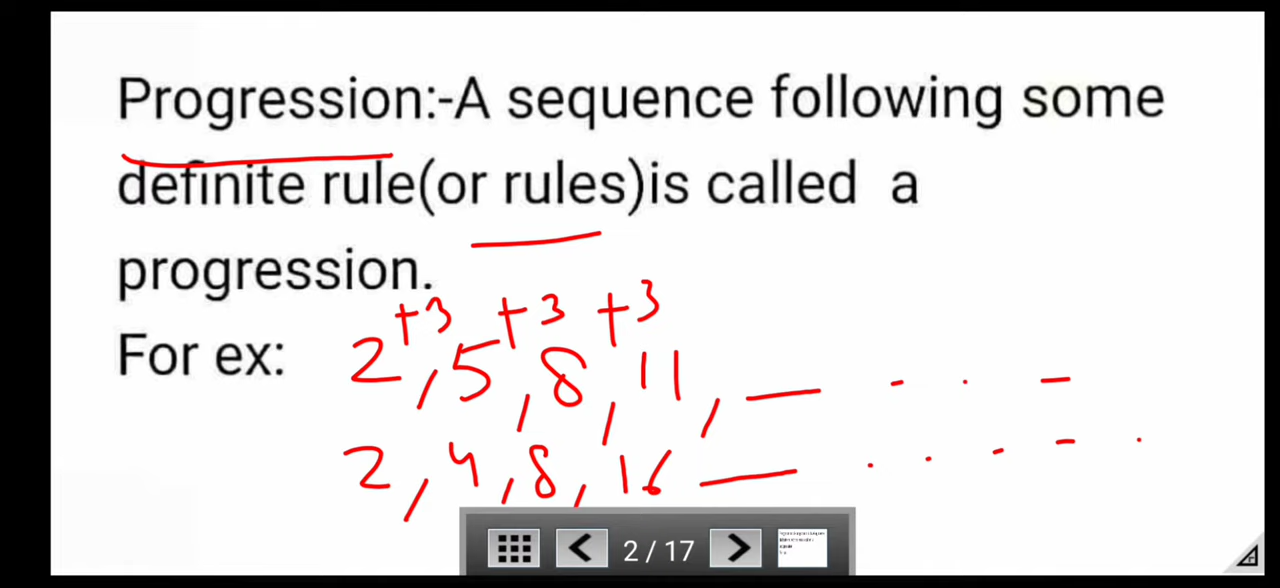 Progression:-A sequence following some
definite rule(or rules)is called a
progression.
+3 +3 +3
For ex: 2, 5, 8, 11,
2, 4, 8, 16
2 / 17